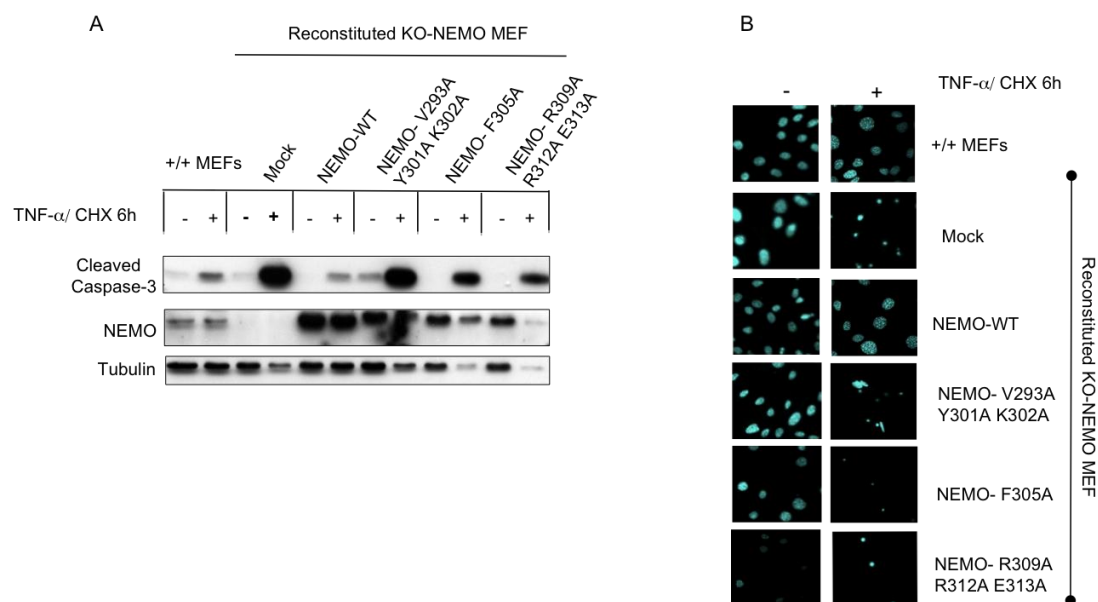 A
Reconstituted KO-NEMO MEF
+/+ MEFs
Mock
NEMO-WT
NEMO- V293A
Y301A K302A
NEMO- F305A
NEMO- R309A
R312A E313A
TNF-α/ CHX 6h - + - + - + - + - + - +
Cleaved
Caspase-3
NEMO
Tubulin
B
TNF-α/ CHX 6h
- +
+/+ MEFs
Mock
NEMO-WT
NEMO- V293A
Y301A K302A
NEMO- F305A
NEMO- R309A
R312A E313A
Reconstituted KO-NEMO MEF